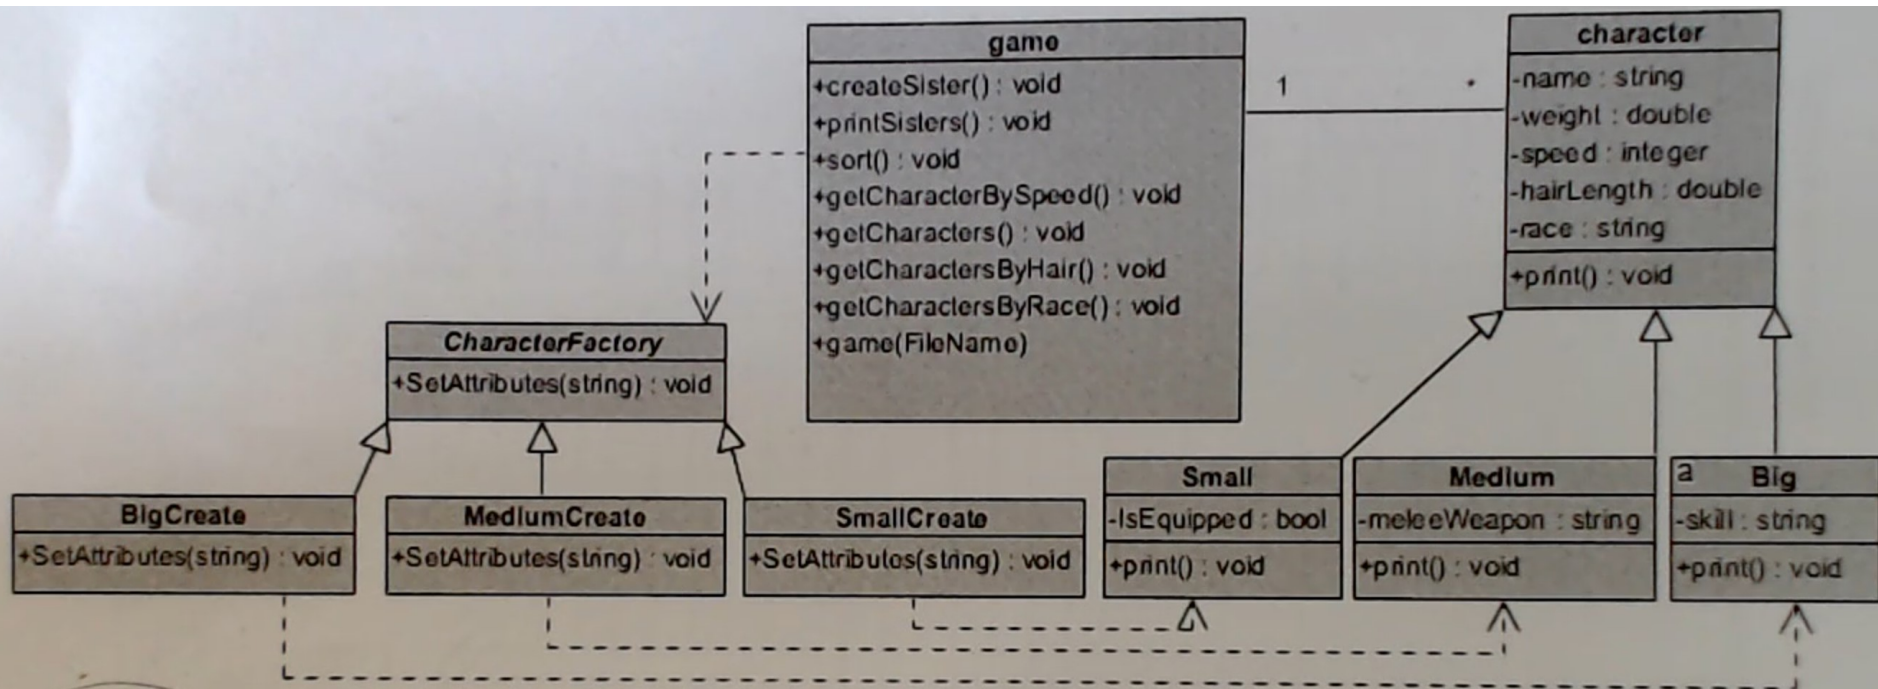 game
+createSister() : void
+printSisters() : void
+sort() : void
+getCharacterBySpeed() : void
+getCharacters() : void
+getCharactersByHair() : void
+getCharactersByRace() : void
+game(FileName)
1
*
character
-name : string
-weight : double
-speed : integer
-hairLength : double
-race : string
+print() : void
CharacterFactory
+SetAttributes(string) : void
BigCreate
+SetAttributes(string) : void
MediumCreate
+SetAttributes(string) : void
SmallCreate
+SetAttributes(string) : void
Small
-IsEquipped : bool
+print() : void
Medium
-meleeWeapon : string
+print() : void
a Big
-skill : string
+print() : void